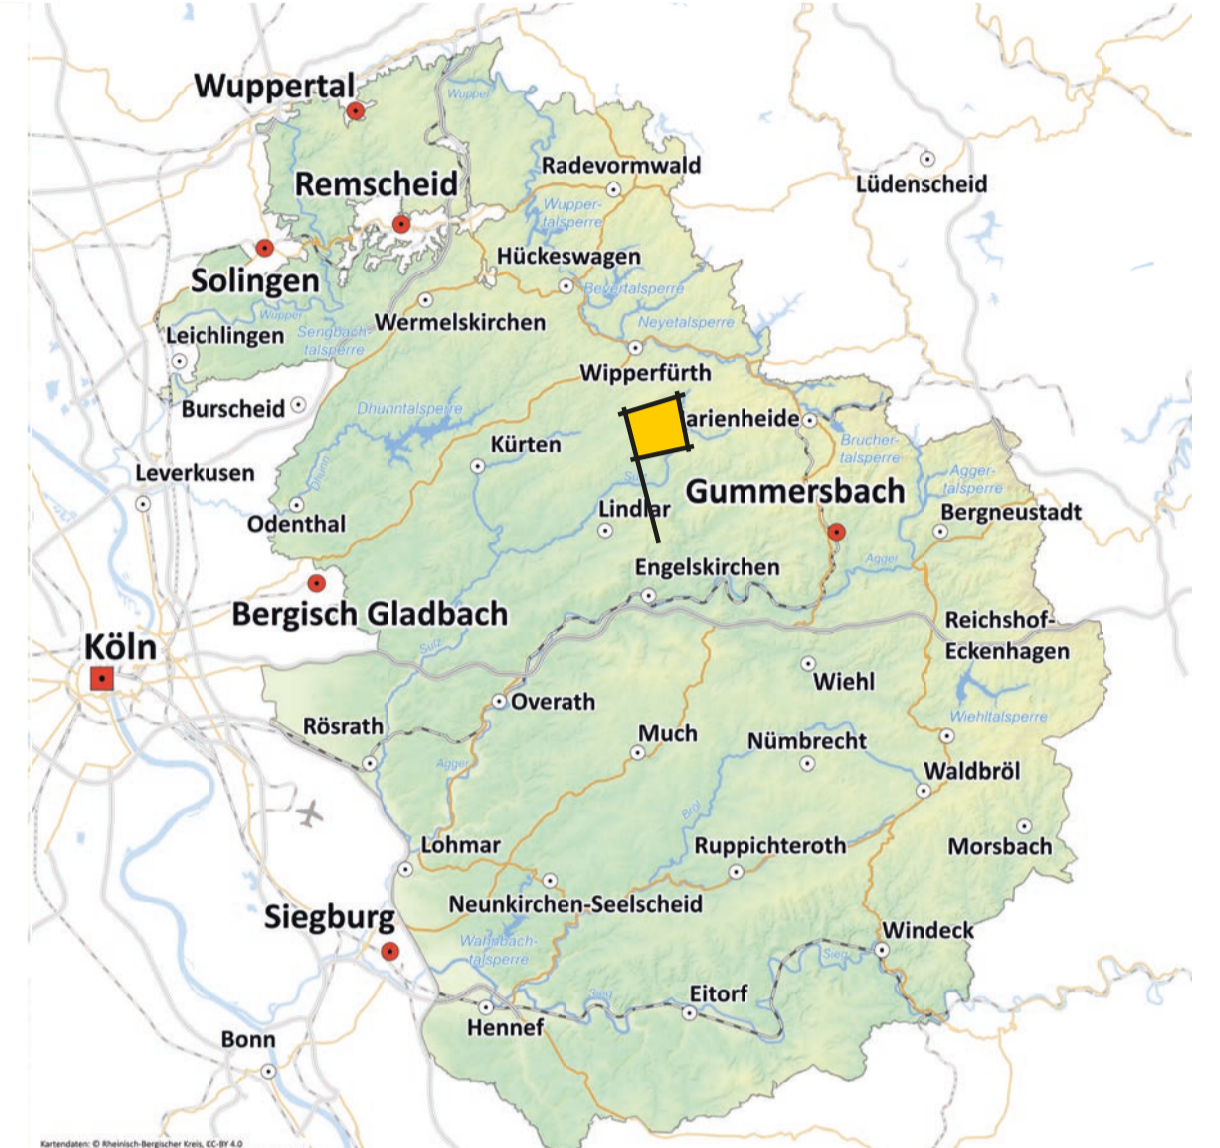 Wuppertal
Wupper
Radevormwald
Lüdenscheid
Remscheid
Wupper-
talsperre
Hückeswagen
Solingen
Bevertalsperre
Wupper
Wermelskirchen
Neyetalsperre
Leichlingen
Sengbach-
talsperre
Wipperfürth
Burscheid
Dhünntalsperre
arienheide
Kürten
Brucher-
talsperre
Leverkusen
Dhünn
Agger-
talsperre
Gummersbach
Lindlar
Bergneustadt
Odenthal
Engelskirchen
Agger
Bergisch Gladbach
Reichshof-
Eckenhagen
Köln
Sülz
Wiehl
Overath
Wiehltalsperre
Rösrath
Much
Nümbrecht
Agger
Waldbröl
Bröl
Lohmar
Ruppichteroth
Morsbach
Neunkirchen-Seelscheid
Siegburg
Windeck
Wahnbach-
talsperre
Sieg
Sieg
Eitorf
Hennef
Bonn
Kartendaten: © Rheinisch-Bergischer Kreis, CC-BY 4.0